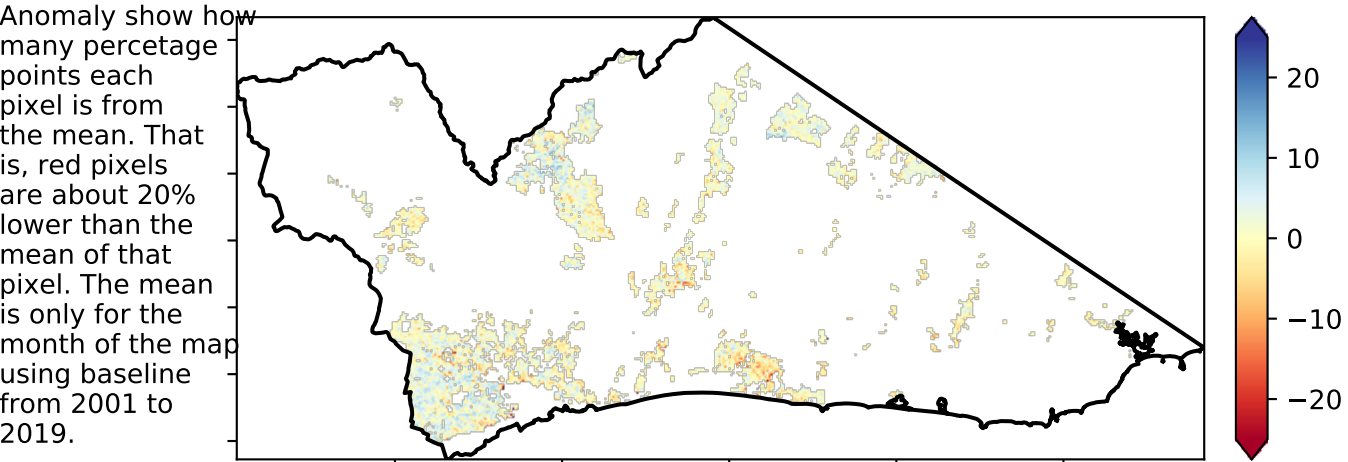 Anomaly show how
many percetage
points each
pixel is from
the mean. That
is, red pixels
are about 20%
lower than the
mean of that
pixel. The mean
is only for the
month of the map
using baseline
from 2001 to
2019.
20
10
0
−10
−20